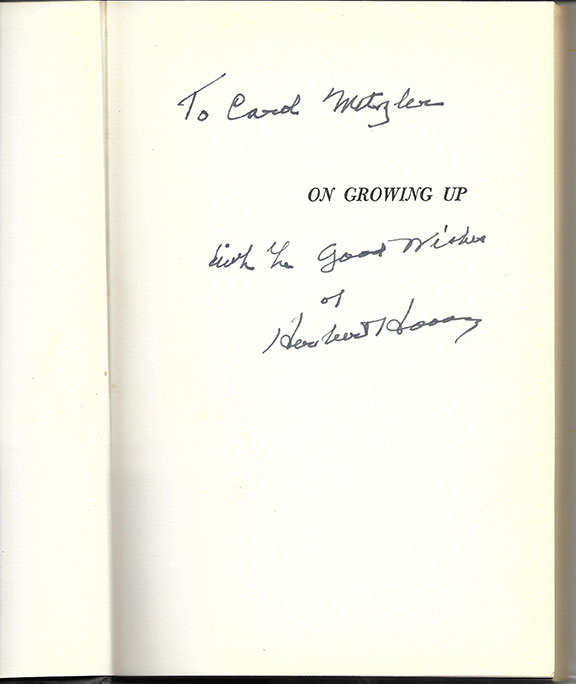 To Carol Metzler
ON GROWING UP
with the Good Wishes
of
Herbert Hoover